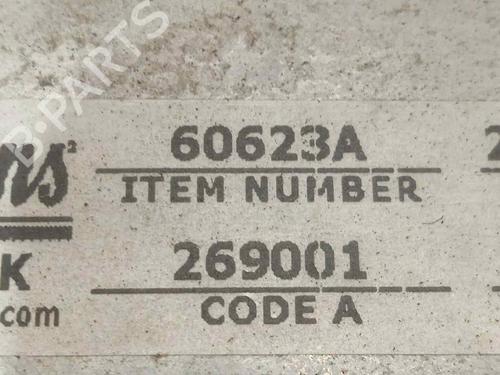 B-PARTS
60623A
ITEM NUMBER
K
269001
.com
CODE A